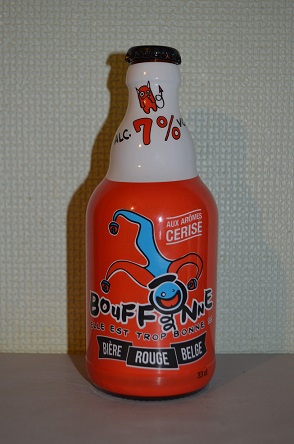 ALC. 7% VOL
AUX ARÔMES
CERISE
BOUFFONNE
ELLE EST TROP BONNE
BIÈRE ROUGE BELGE